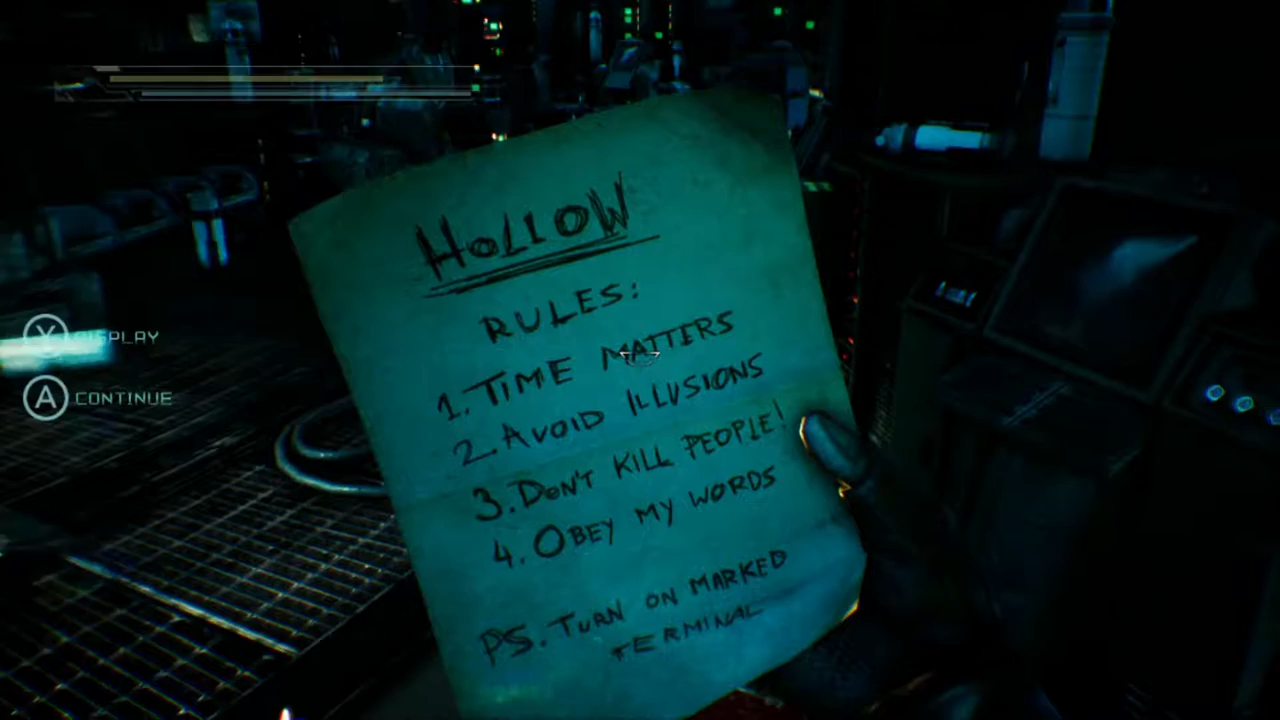 HOLLOW
RULES:
1. TIME MATTERS
2. AVOID ILLUSIONS
3. DON'T KILL PEOPLE!
4. OBEY MY WORDS
PS. TURN ON MARKED
TERMINAL
Y DISPLAY
A CONTINUE